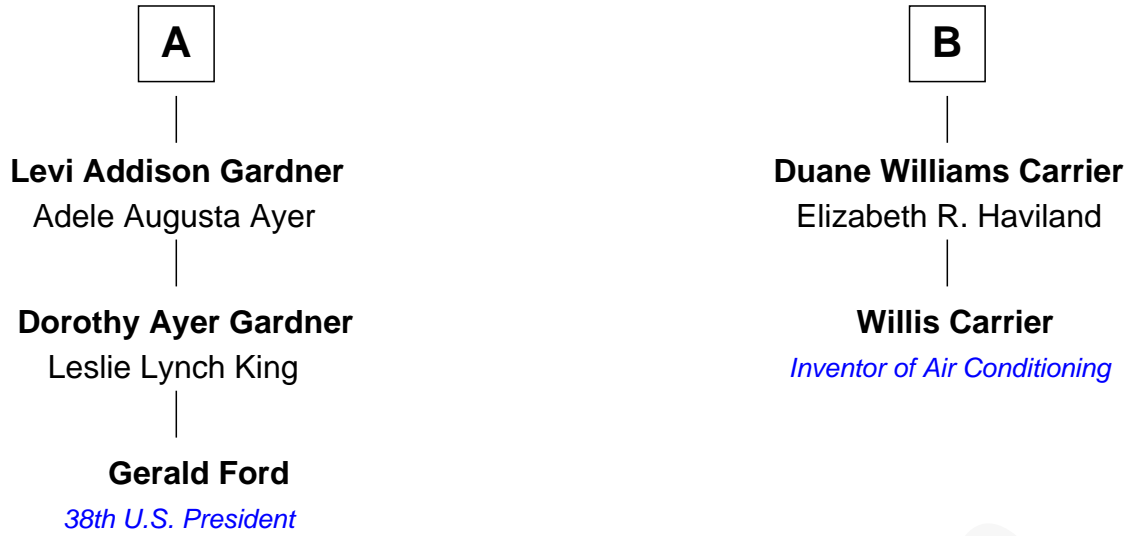 A
Levi Addison Gardner
Adele Augusta Ayer
Dorothy Ayer Gardner
Leslie Lynch King
Gerald Ford
38th U.S. President
B
Duane Williams Carrier
Elizabeth R. Haviland
Willis Carrier
Inventor of Air Conditioning